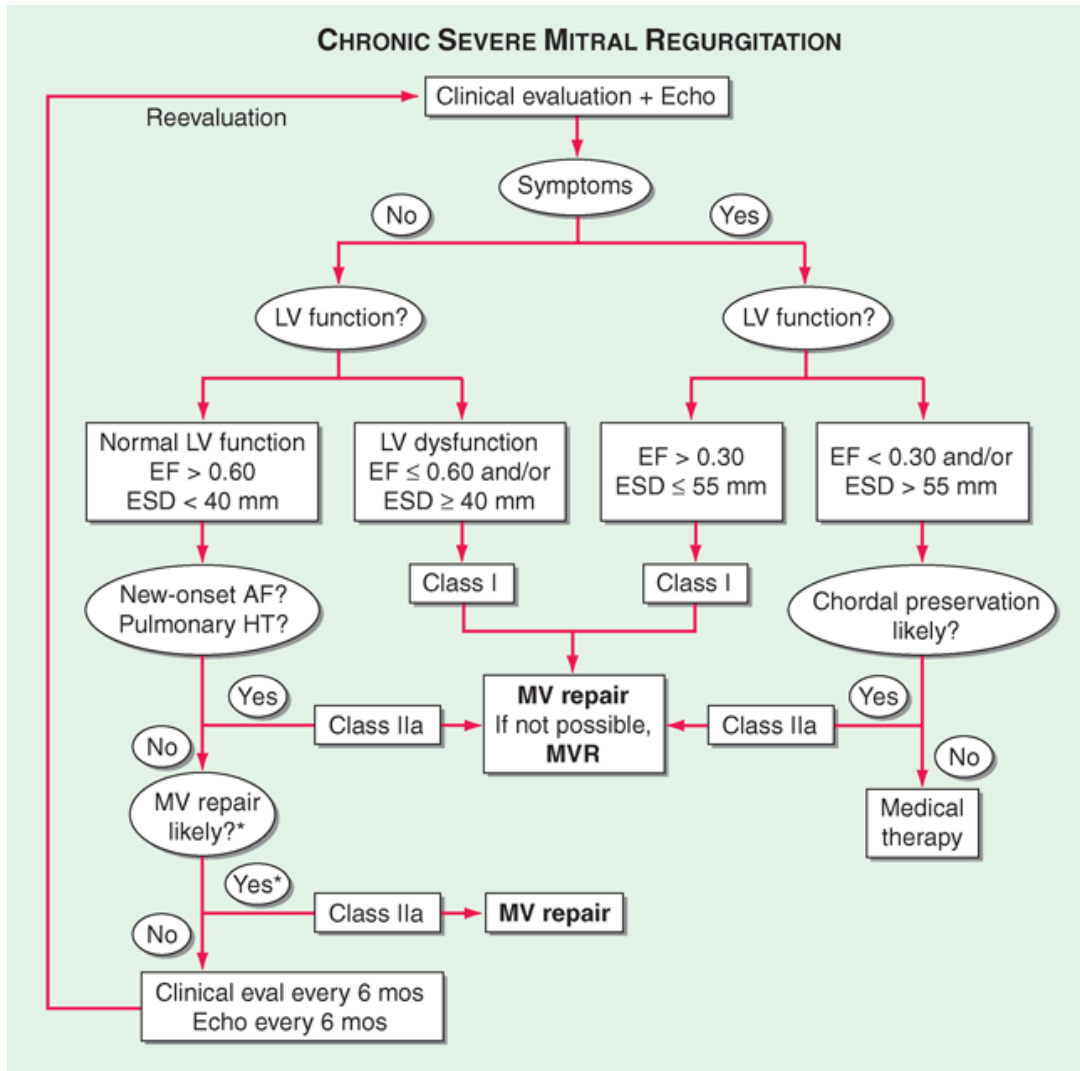 CHRONIC SEVERE MITRAL REGURGITATION
Clinical evaluation + Echo
Reevaluation
Symptoms
No
Yes
LV function?
LV function?
Normal LV function
EF > 0.60
ESD < 40 mm
LV dysfunction
EF ≤ 0.60 and/or
ESD ≥ 40 mm
EF > 0.30
ESD ≤ 55 mm
EF < 0.30 and/or
ESD > 55 mm
New-onset AF?
Pulmonary HT?
Class I
Class I
Chordal preservation
likely?
Yes
Class IIa
MV repair
If not possible,
MVR
Class IIa
Yes
No
No
MV repair
likely?*
Medical
therapy
Yes*
Class IIa
MV repair
No
Clinical eval every 6 mos
Echo every 6 mos